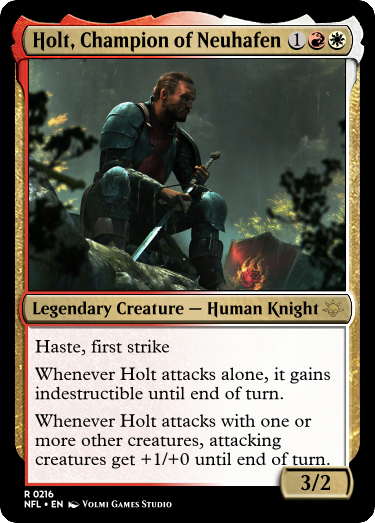 Holt, Champion of Neuhafen 1
Legendary Creature — Human Knight
Haste, first strike
Whenever Holt attacks alone, it gains
indestructible until end of turn.
Whenever Holt attacks with one or
more other creatures, attacking
creatures get +1/+0 until end of turn.
3/2
R 0216
NFL • EN Volmi Games Studio